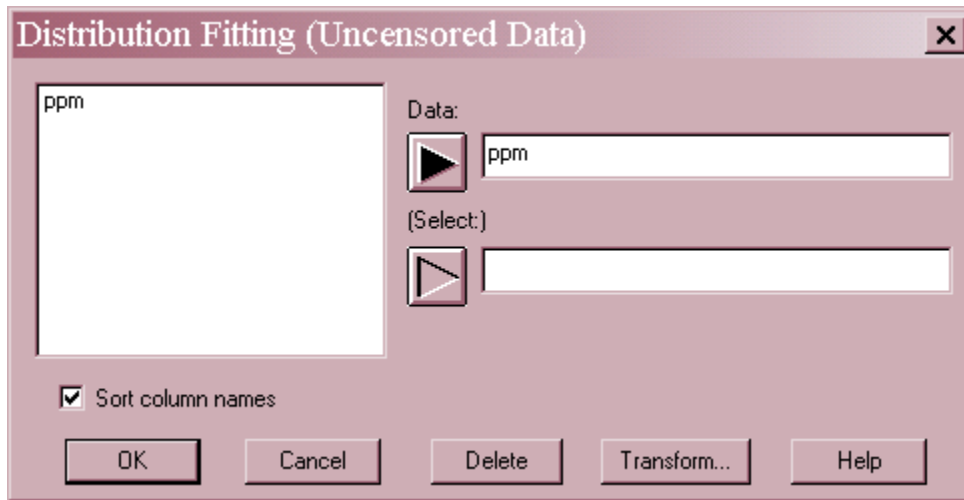 Distribution Fitting (Uncensored Data)
ppm
Data:
ppm
(Select:)
Sort column names
OK
Cancel
Delete
Transform...
Help